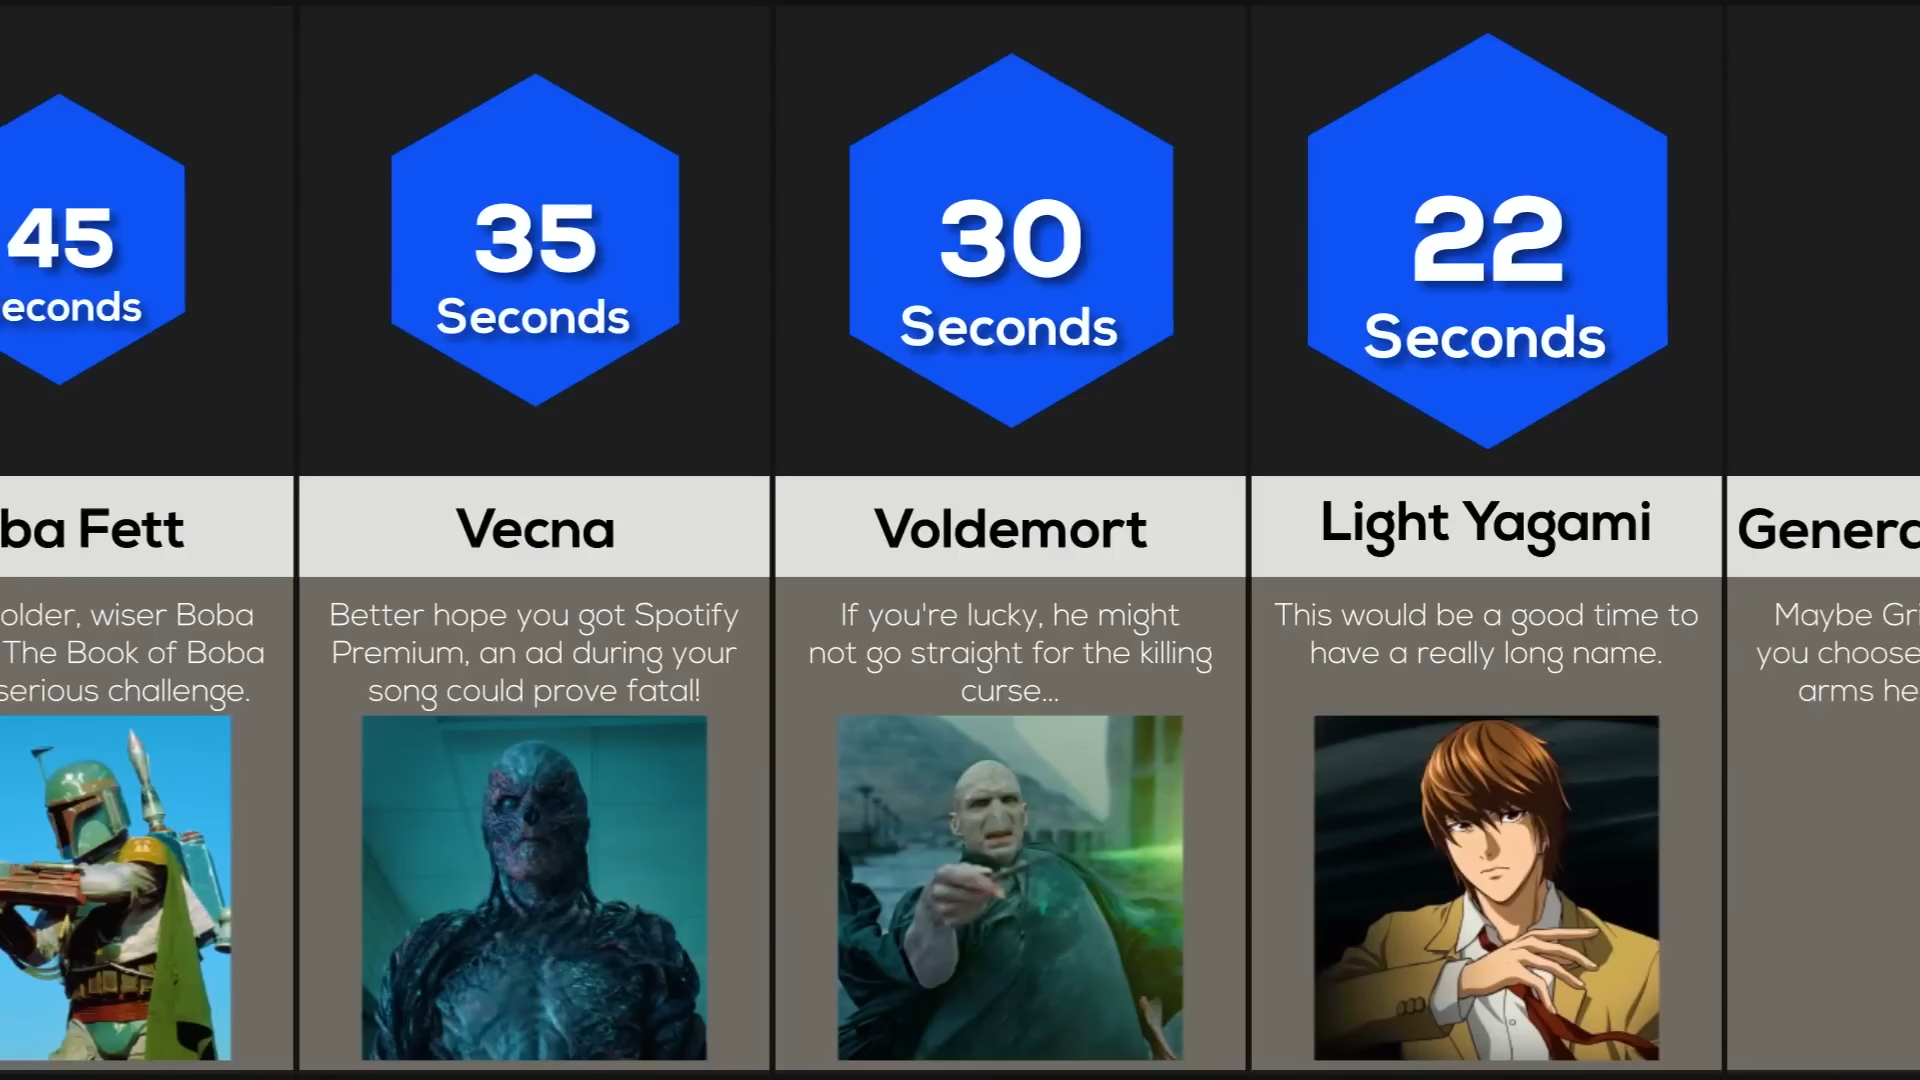 45
econds
ba Fett
older, wiser Boba
The Book of Boba
serious challenge.
35
Seconds
Vecna
Better hope you got Spotify
Premium, an ad during your
song could prove fatal!
30
Seconds
Voldemort
If you're lucky, he might
not go straight for the killing
curse...
22
Seconds
Light Yagami
This would be a good time to
have a really long name.
Genera
Maybe Gri
you choose
arms he